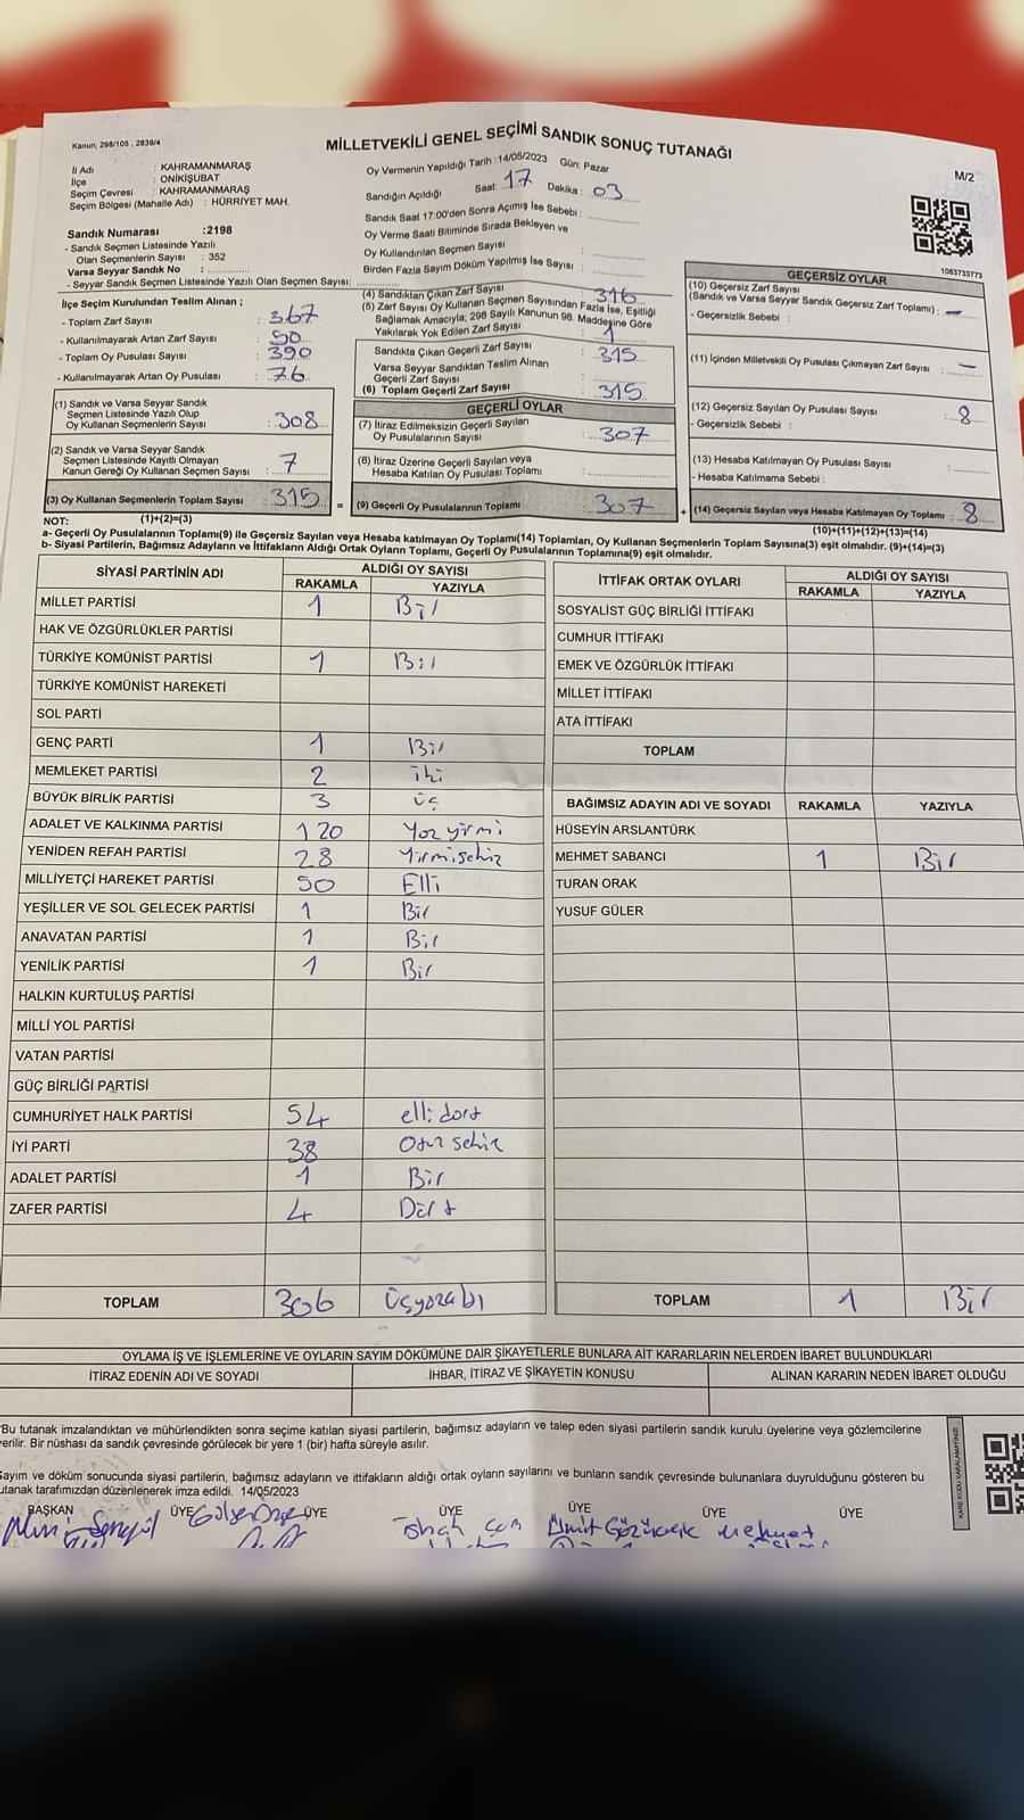 Kanun, 298/105 , 2839/4
MİLLETVEKİLİ GENEL SEÇİMİ SANDIK SONUÇ TUTANAĞI
M/2
İl Adı : KAHRAMANMARAŞ
İlçe : ONİKİŞUBAT
Seçim Çevresi : KAHRAMANMARAŞ
Seçim Bölgesi (Mahalle Adı) : HÜRRİYET MAH.
Sandık Numarası :2198
- Sandık Seçmen Listesinde Yazılı
Olan Seçmenlerin Sayısı : 352
Varsa Seyyar Sandık No :
- Seyyar Sandık Seçmen Listesinde Yazılı Olan Seçmen Sayısı:
Oy Vermenin Yapıldığı Tarih :14/05/2023 Gün: Pazar
Sandığın Açıldığı Saat: 17 Dakika : 03
Sandık Saat 17:00'den Sonra Açımış İse Sebebi :
Oy Verme Saati Bitiminde Sırada Bekleyen ve
Oy Kullandırılan Seçmen Sayısı :
Birden Fazla Sayım Döküm Yapılmış İse Sayısı :
1083733773
İlçe Seçim Kurulundan Teslim Alınan ;
- Toplam Zarf Sayısı : 367
- Kullanılmayarak Artan Zarf Sayısı : 50
- Toplam Oy Pusulası Sayısı : 390
- Kullanılmayarak Artan Oy Pusulası : 76
(1) Sandık ve Varsa Seyyar Sandık
Seçmen Listesinde Yazılı Olup
Oy Kullanan Seçmenlerin Sayısı : 308
(2) Sandık ve Varsa Seyyar Sandık
Seçmen Listesinde Kayıtlı Olmayan
Kanun Gereği Oy Kullanan Seçmen Sayısı : 7
(3) Oy Kullanan Seçmenlerin Toplam Sayısı 315 =
(4) Sandıktan Çıkan Zarf Sayısı 316
(5) Zarf Sayısı Oy Kullanan Seçmen Sayısından Fazla İse, Eşitliği
Sağlamak Amacıyla; 298 Sayılı Kanunun 98. Maddesine Göre
Yakılarak Yok Edilen Zarf Sayısı : 1
Sandıkta Çıkan Geçerli Zarf Sayısı : 315
Varsa Seyyar Sandıktan Teslim Alınan
Geçerli Zarf Sayısı :
(6) Toplam Geçerli Zarf Sayısı 315
GEÇERLİ OYLAR
(7) İtiraz Edilmeksizin Geçerli Sayılan
Oy Pusulalarının Sayısı : 307
(8) İtiraz Üzerine Geçerli Sayılan veya
Hesaba Katılan Oy Pusulası Toplamı :
(9) Geçerli Oy Pusulalarının Toplamı 307 +
GEÇERSİZ OYLAR
(10) Geçersiz Zarf Sayısı
(Sandık ve Varsa Seyyar Sandık Geçersiz Zarf Toplamı) : -
- Geçersizlik Sebebi :
(11) İçinden Milletvekili Oy Pusulası Çıkmayan Zarf Sayısı : -
(12) Geçersiz Sayılan Oy Pusulası Sayısı : 8
- Geçersizlik Sebebi :
(13) Hesaba Katılmayan Oy Pusulası Sayısı :
- Hesaba Katılmama Sebebi :
(14) Geçersiz Sayılan veya Hesaba Katılmayan Oy Toplamı 8
NOT: (1)+(2)=(3) (10)+(11)+(12)+(13)=(14)
a- Geçerli Oy Pusulalarının Toplamı(9) ile Geçersiz Sayılan veya Hesaba katılmayan Oy Toplamı(14) Toplamları, Oy Kullanan Seçmenlerin Toplam Sayısına(3) eşit olmalıdır. (9)+(14)=(3)
b- Siyasi Partilerin, Bağımsız Adayların ve İttifakların Aldığı Ortak Oyların Toplamı, Geçerli Oy Pusulalarının Toplamına(9) eşit olmalıdır.
SİYASİ PARTİNİN ADI ALDIĞI OY SAYISI
RAKAMLA YAZIYLA
MİLLET PARTİSİ 1 Bir
HAK VE ÖZGÜRLÜKLER PARTİSİ
TÜRKİYE KOMÜNİST PARTİSİ 1 Bir
TÜRKİYE KOMÜNİST HAREKETİ
SOL PARTİ
GENÇ PARTİ 1 Bir
MEMLEKET PARTİSİ 2 iki
BÜYÜK BİRLİK PARTİSİ 3 üç
ADALET VE KALKINMA PARTİSİ 120 Yüz yirmi
YENİDEN REFAH PARTİSİ 28 Yirmisekiz
MİLLİYETÇİ HAREKET PARTİSİ 50 Elli
YEŞİLLER VE SOL GELECEK PARTİSİ 1 Bir
ANAVATAN PARTİSİ 1 Bir
YENİLİK PARTİSİ 1 Bir
HALKIN KURTULUŞ PARTİSİ
MİLLİ YOL PARTİSİ
VATAN PARTİSİ
GÜÇ BİRLİĞİ PARTİSİ
CUMHURİYET HALK PARTİSİ 54 elli dört
İYİ PARTİ 38 Otuz sekiz
ADALET PARTİSİ 1 Bir
ZAFER PARTİSİ 4 Dört
TOPLAM 306 Üçyüzaltı
İTTİFAK ORTAK OYLARI ALDIĞI OY SAYISI
RAKAMLA YAZIYLA
SOSYALİST GÜÇ BİRLİĞİ İTTİFAKI
CUMHUR İTTİFAKI
EMEK VE ÖZGÜRLÜK İTTİFAKI
MİLLET İTTİFAKI
ATA İTTİFAKI
TOPLAM
BAĞIMSIZ ADAYIN ADI VE SOYADI RAKAMLA YAZIYLA
HÜSEYİN ARSLANTÜRK
MEHMET SABANCI 1 Bir
TURAN ORAK
YUSUF GÜLER
TOPLAM 1 Bir
OYLAMA İŞ VE İŞLEMLERİNE VE OYLARIN SAYIM DÖKÜMÜNE DAİR ŞİKAYETLERLE BUNLARA AİT KARARLARIN NELERDEN İBARET BULUNDUKLARI
İTİRAZ EDENİN ADI VE SOYADI İHBAR, İTİRAZ VE ŞİKAYETİN KONUSU ALINAN KARARIN NEDEN İBARET OLDUĞU
Bu tutanak imzalandıktan ve mühürlendikten sonra seçime katılan siyasi partilerin, bağımsız adayların ve talep eden siyasi partilerin sandık kurulu üyelerine veya gözlemcilerine
verilir. Bir nüshası da sandık çevresinde görülecek bir yere 1 (bir) hafta süreyle asılır.
Sayım ve döküm sonucunda siyasi partilerin, bağımsız adayların ve ittifakların aldığı ortak oyların sayılarını ve bunların sandık çevresinde bulunanlara duyrulduğunu gösteren bu
utanak tarafımızdan düzenlenerek imza edildi. 14/05/2023
BAŞKAN ÜYE ÜYE ÜYE ÜYE ÜYE ÜYE
Ümit Gözücek Mehmet